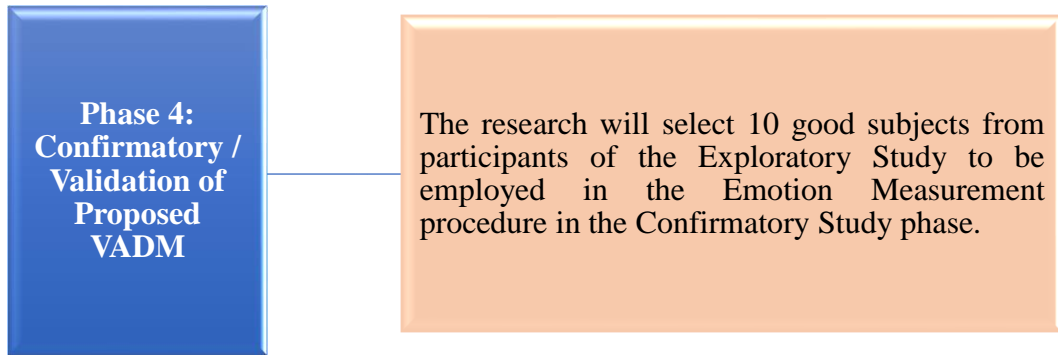 Phase 4:
Confirmatory /
Validation of
Proposed
VADM
The research will select 10 good subjects from
participants of the Exploratory Study to be
employed in the Emotion Measurement
procedure in the Confirmatory Study phase.